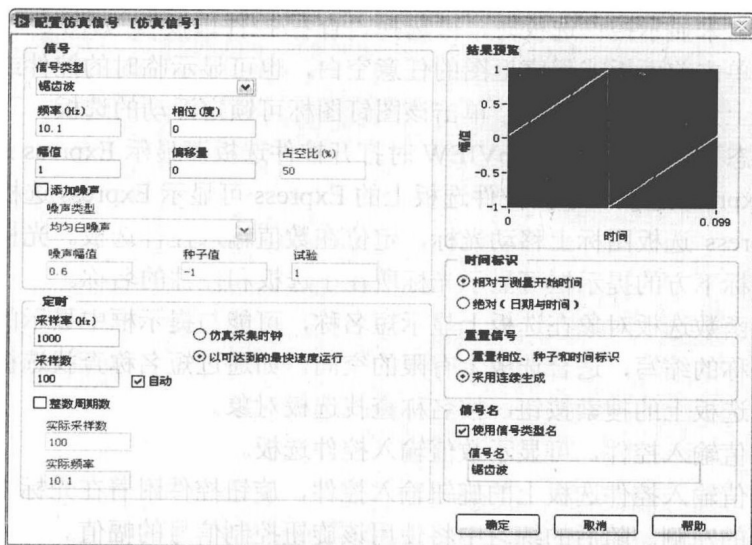 配置仿真信号 [仿真信号]
信号
信号类型
锯齿波
频率(Hz)
相位(度)
10.1
0
幅值
偏移量
占空比(%)
1
0
50
添加噪声
噪声类型
均匀白噪声
噪声幅值
种子值
试验
0.6
-1
1
定时
采样率(Hz)
1000
仿真采集时钟
以可达到的最快速度运行
采样数
100
自动
整数周期数
实际采样数
100
实际频率
10.1
结果预览
幅值
0.5
0
-0.5
-1
0
0.099
时间
时间标识
相对于测量开始时间
绝对(日期与时间)
重置信号
重置相位、种子和时间标识
采用连续生成
信号名
使用信号类型名
信号名
锯齿波
确定
取消
帮助